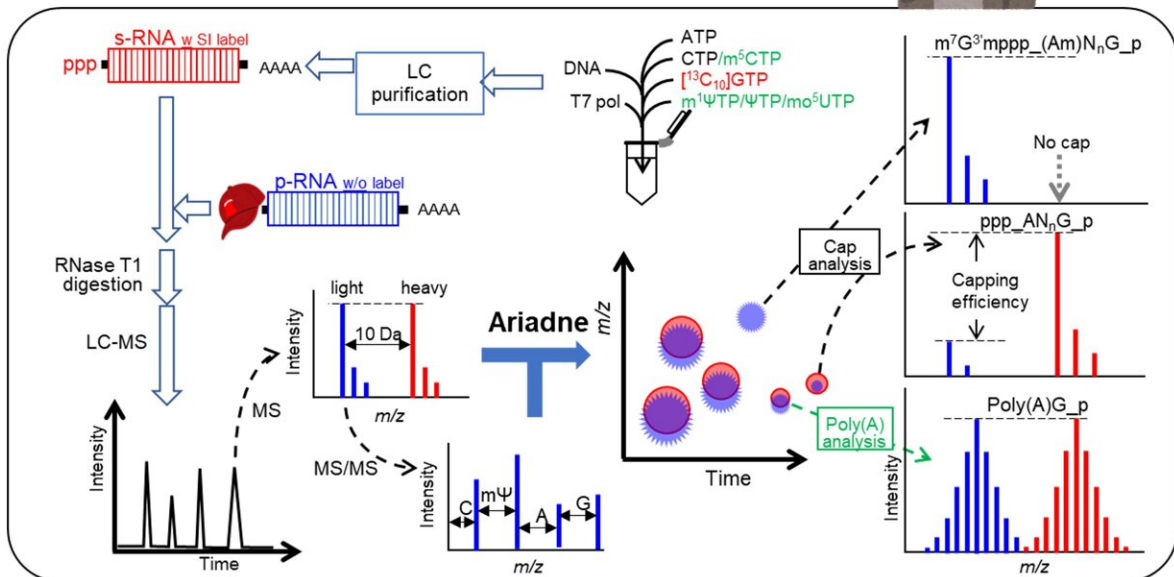 s-RNA w SI label
ppp
AAAA
LC
purification
DNA
T7 pol
ATP
CTP/m⁵CTP
[¹³C₁₀]GTP
m¹ΨTP/ΨTP/mo⁵UTP
p-RNA w/o label
AAAA
RNase T1
digestion
LC-MS
Intensity
Time
MS
light
heavy
10 Da
Intensity
m/z
MS/MS
C
mΨ
A
G
Intensity
m/z
Ariadne
m/z
Time
Cap
analysis
Poly(A)
analysis
m⁷G³'mppp_(Am)NₙG_p
No cap
ppp_ANₙG_p
Capping
efficiency
Poly(A)G_p
Intensity
m/z